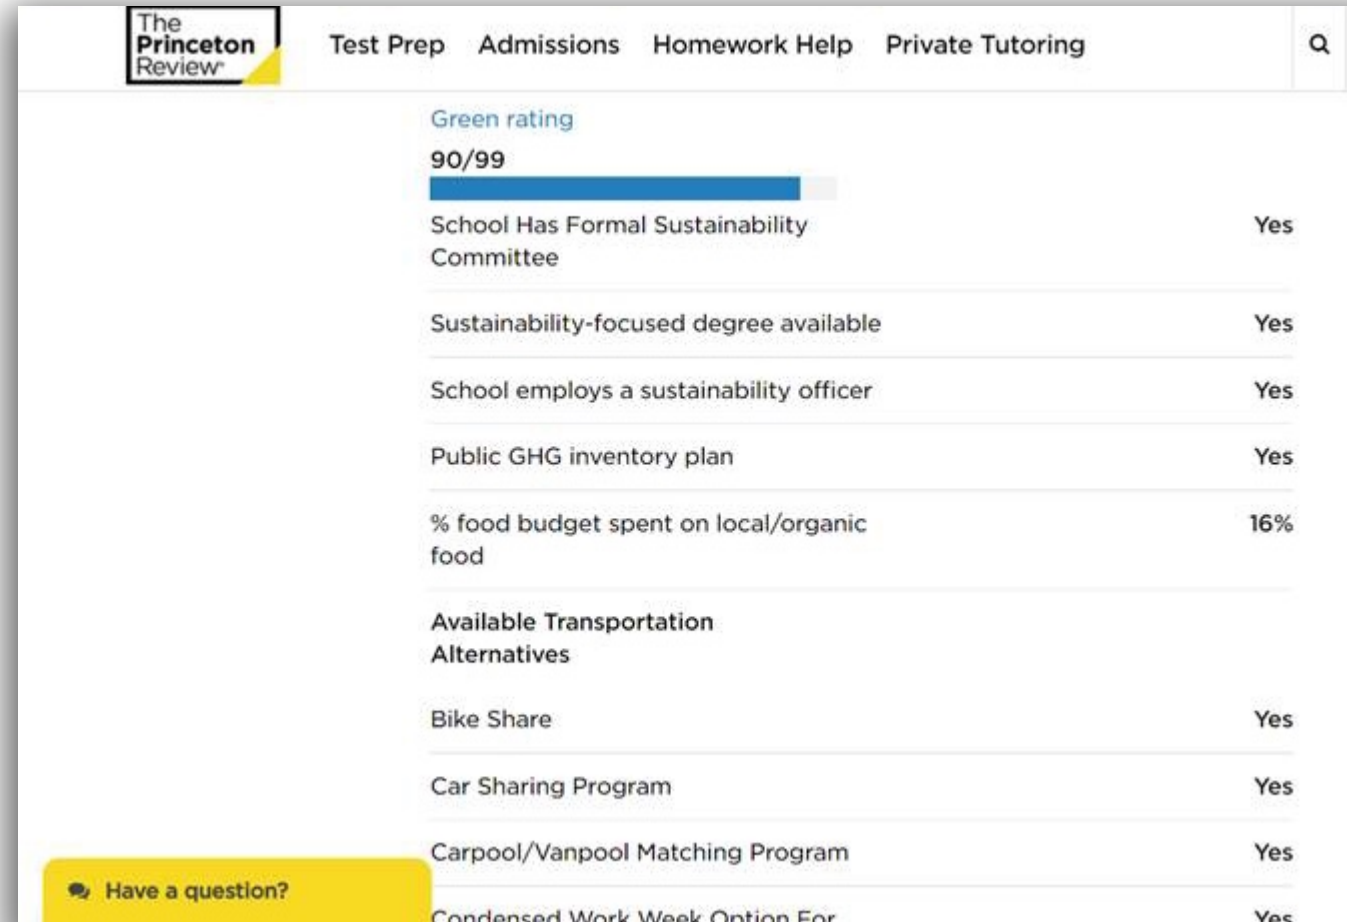 The
Princeton
Review
Test Prep Admissions Homework Help Private Tutoring
Green rating
90/99
School Has Formal Sustainability Yes
Committee
Sustainability-focused degree available Yes
School employs a sustainability officer Yes
Public GHG inventory plan Yes
% food budget spent on local/organic 16%
food
Available Transportation
Alternatives
Bike Share Yes
Car Sharing Program Yes
Carpool/Vanpool Matching Program Yes
Have a question?
Condensed Work Week Option For Yes